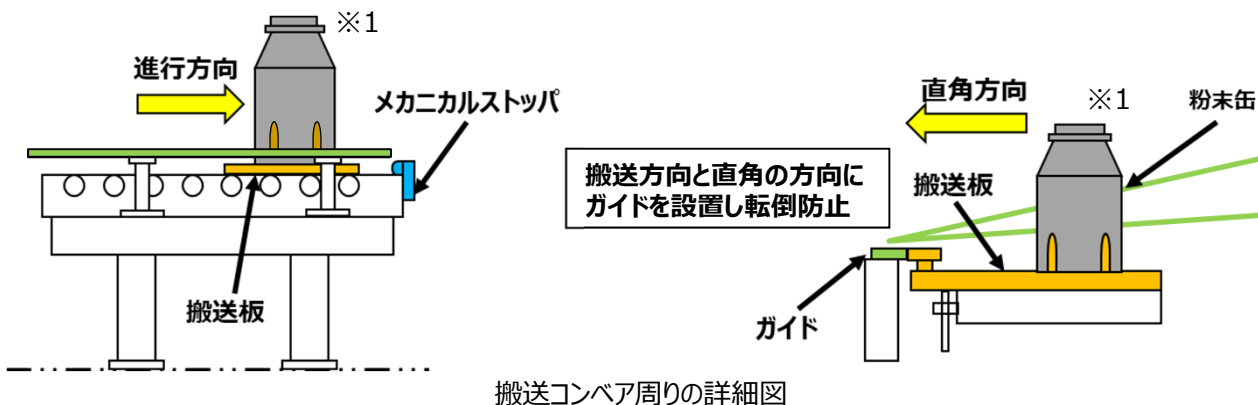 ※1
進行方向
メカニカルストッパ
搬送板
直角方向
※1
粉末缶
搬送方向と直角の方向に
ガイドを設置し転倒防止
搬送板
ガイド
搬送コンベア周りの詳細図